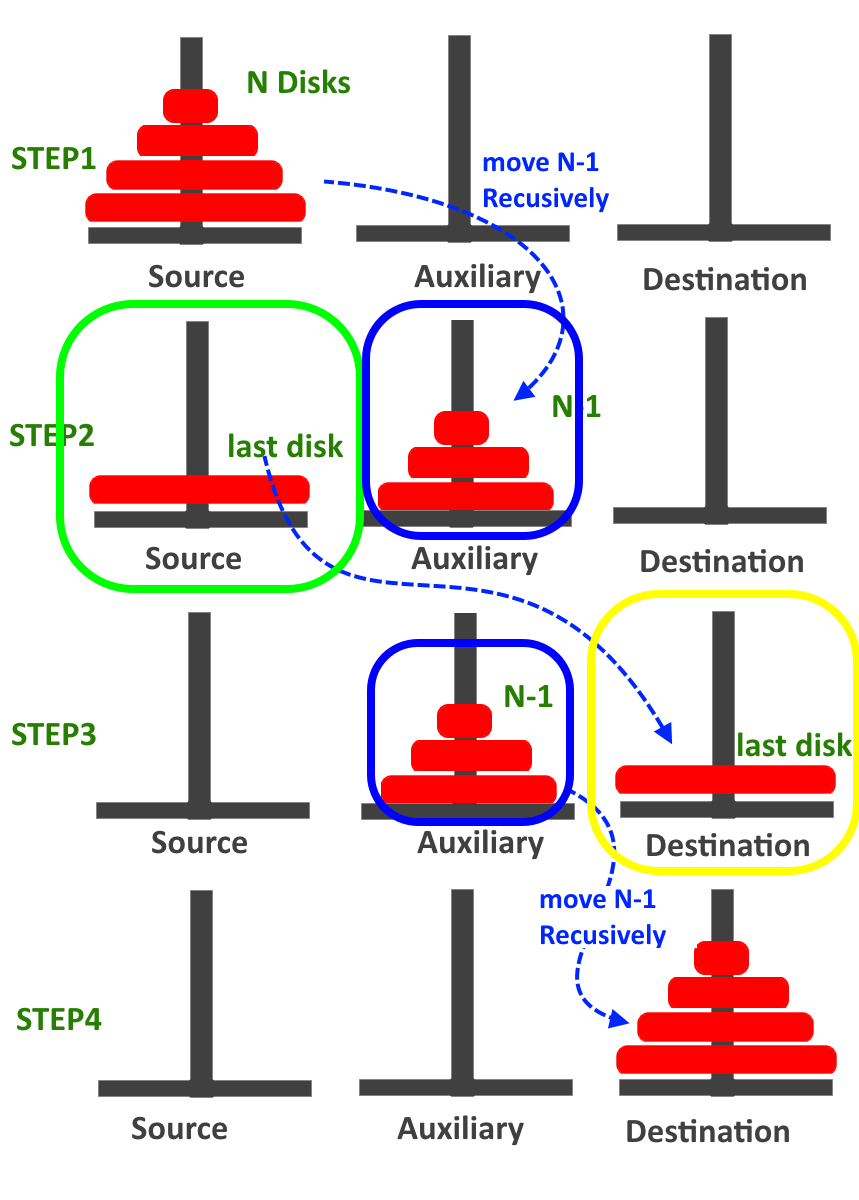 N Disks
STEP1
move N-1
Recusively
Source
Auxiliary
Destination
STEP2
last disk
N-1
Source
Auxiliary
Destination
STEP3
N-1
last disk
Source
Auxiliary
Destination
move N-1
Recusively
STEP4
Source
Auxiliary
Destination